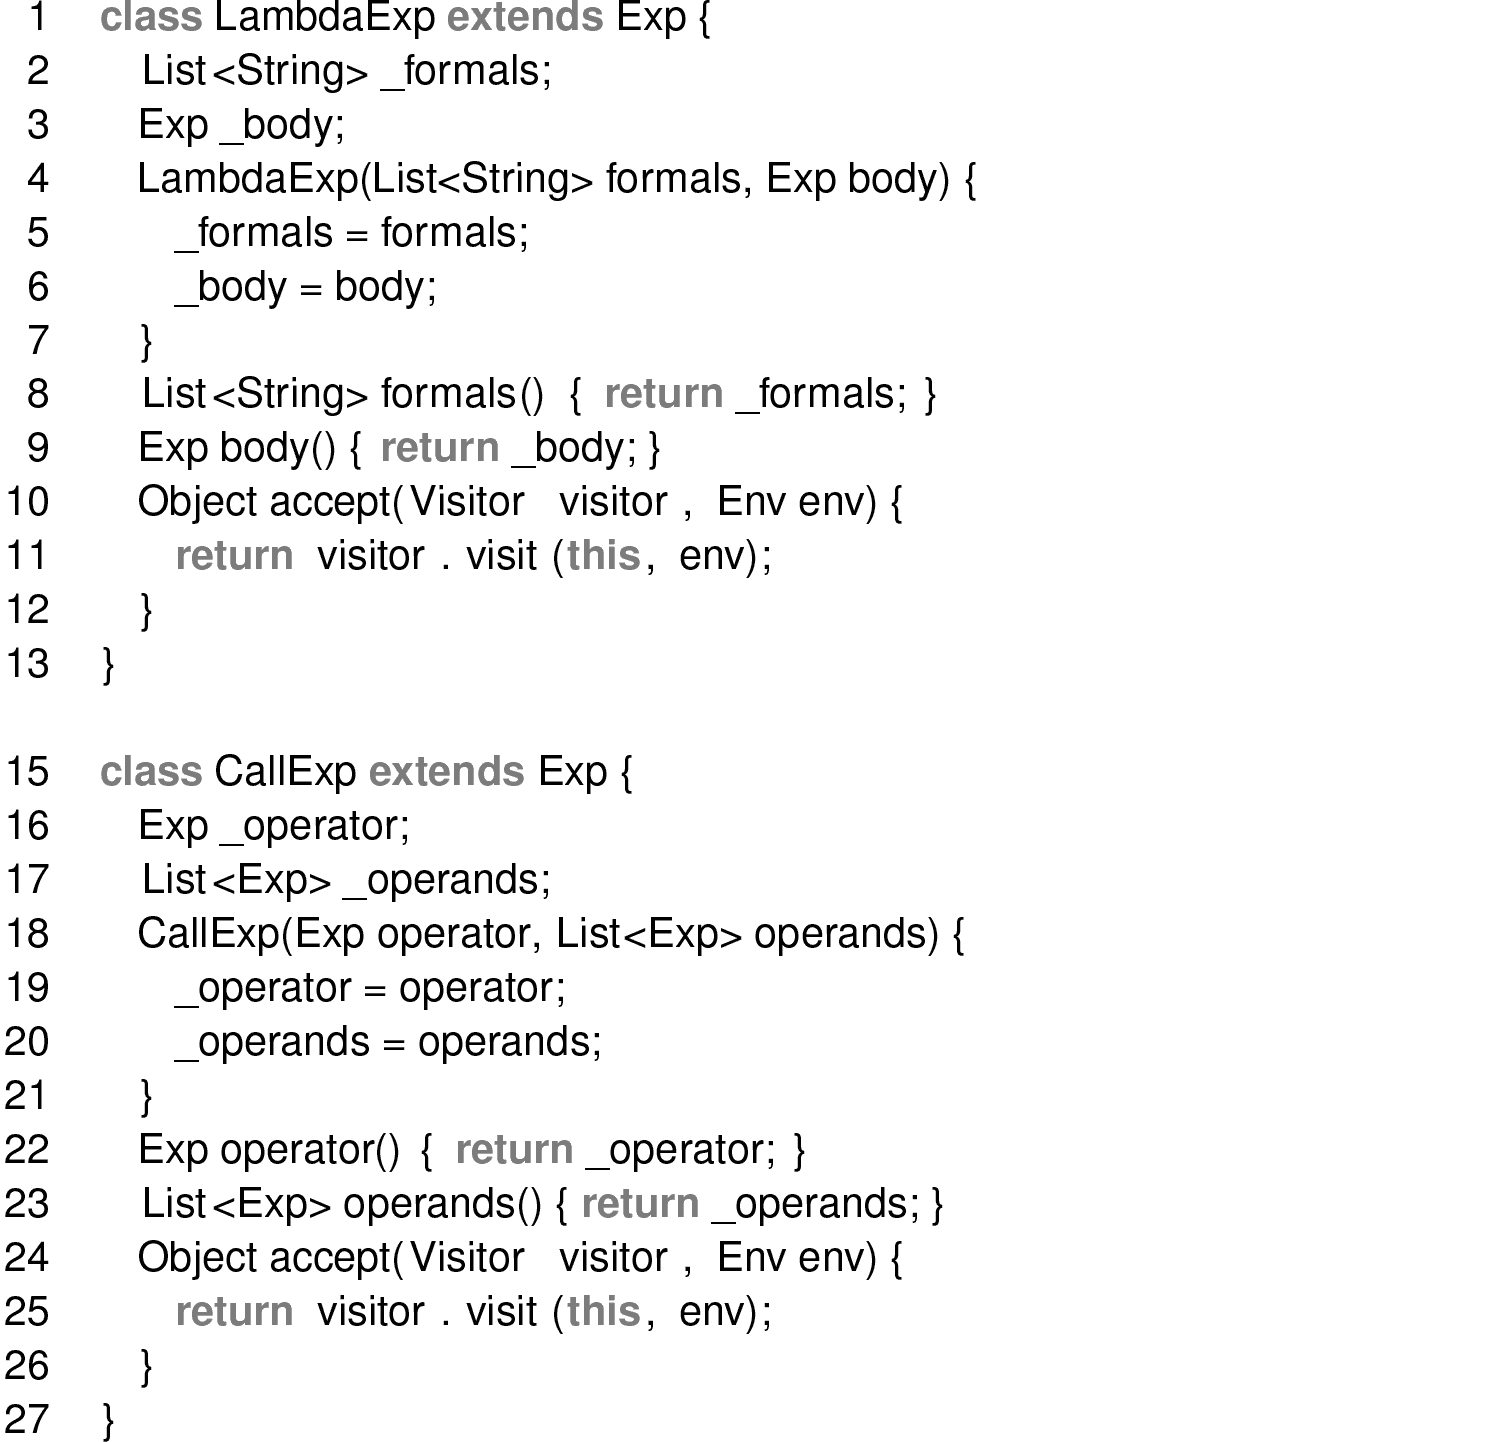 1 class LambdaExp extends Exp {
2 List<String> _formals;
3 Exp _body;
4 LambdaExp(List<String> formals, Exp body) {
5 _formals = formals;
6 _body = body;
7 }
8 List<String> formals() { return _formals; }
9 Exp body() { return _body; }
10 Object accept(Visitor visitor , Env env) {
11 return visitor . visit (this, env);
12 }
13 }
15 class CallExp extends Exp {
16 Exp _operator;
17 List<Exp> _operands;
18 CallExp(Exp operator, List<Exp> operands) {
19 _operator = operator;
20 _operands = operands;
21 }
22 Exp operator() { return _operator; }
23 List<Exp> operands() { return _operands; }
24 Object accept(Visitor visitor , Env env) {
25 return visitor . visit (this, env);
26 }
27 }